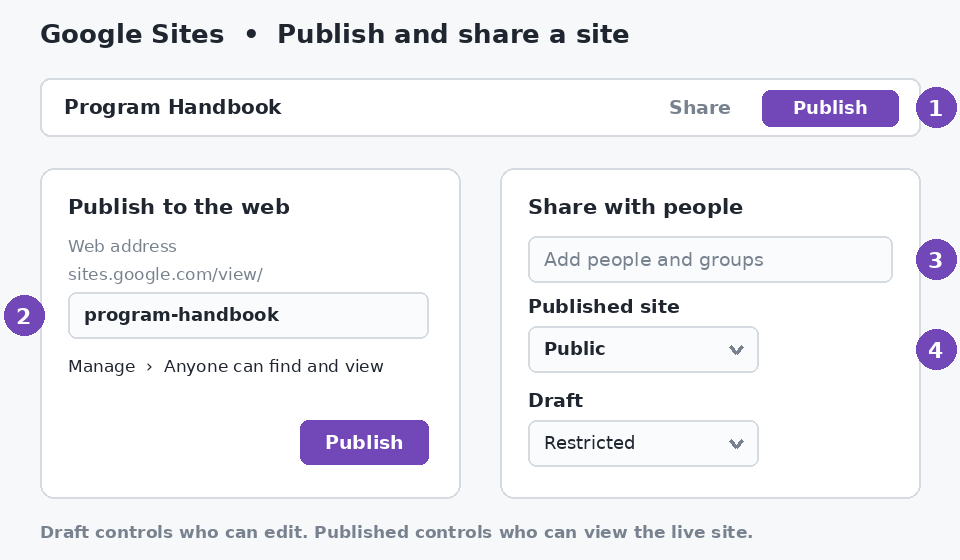 Google Sites • Publish and share a site
Program Handbook
Share
Publish
1
Publish to the web
Web address
sites.google.com/view/
2
program-handbook
Manage › Anyone can find and view
Publish
Share with people
Add people and groups
3
Published site
Public
4
Draft
Restricted
Draft controls who can edit. Published controls who can view the live site.